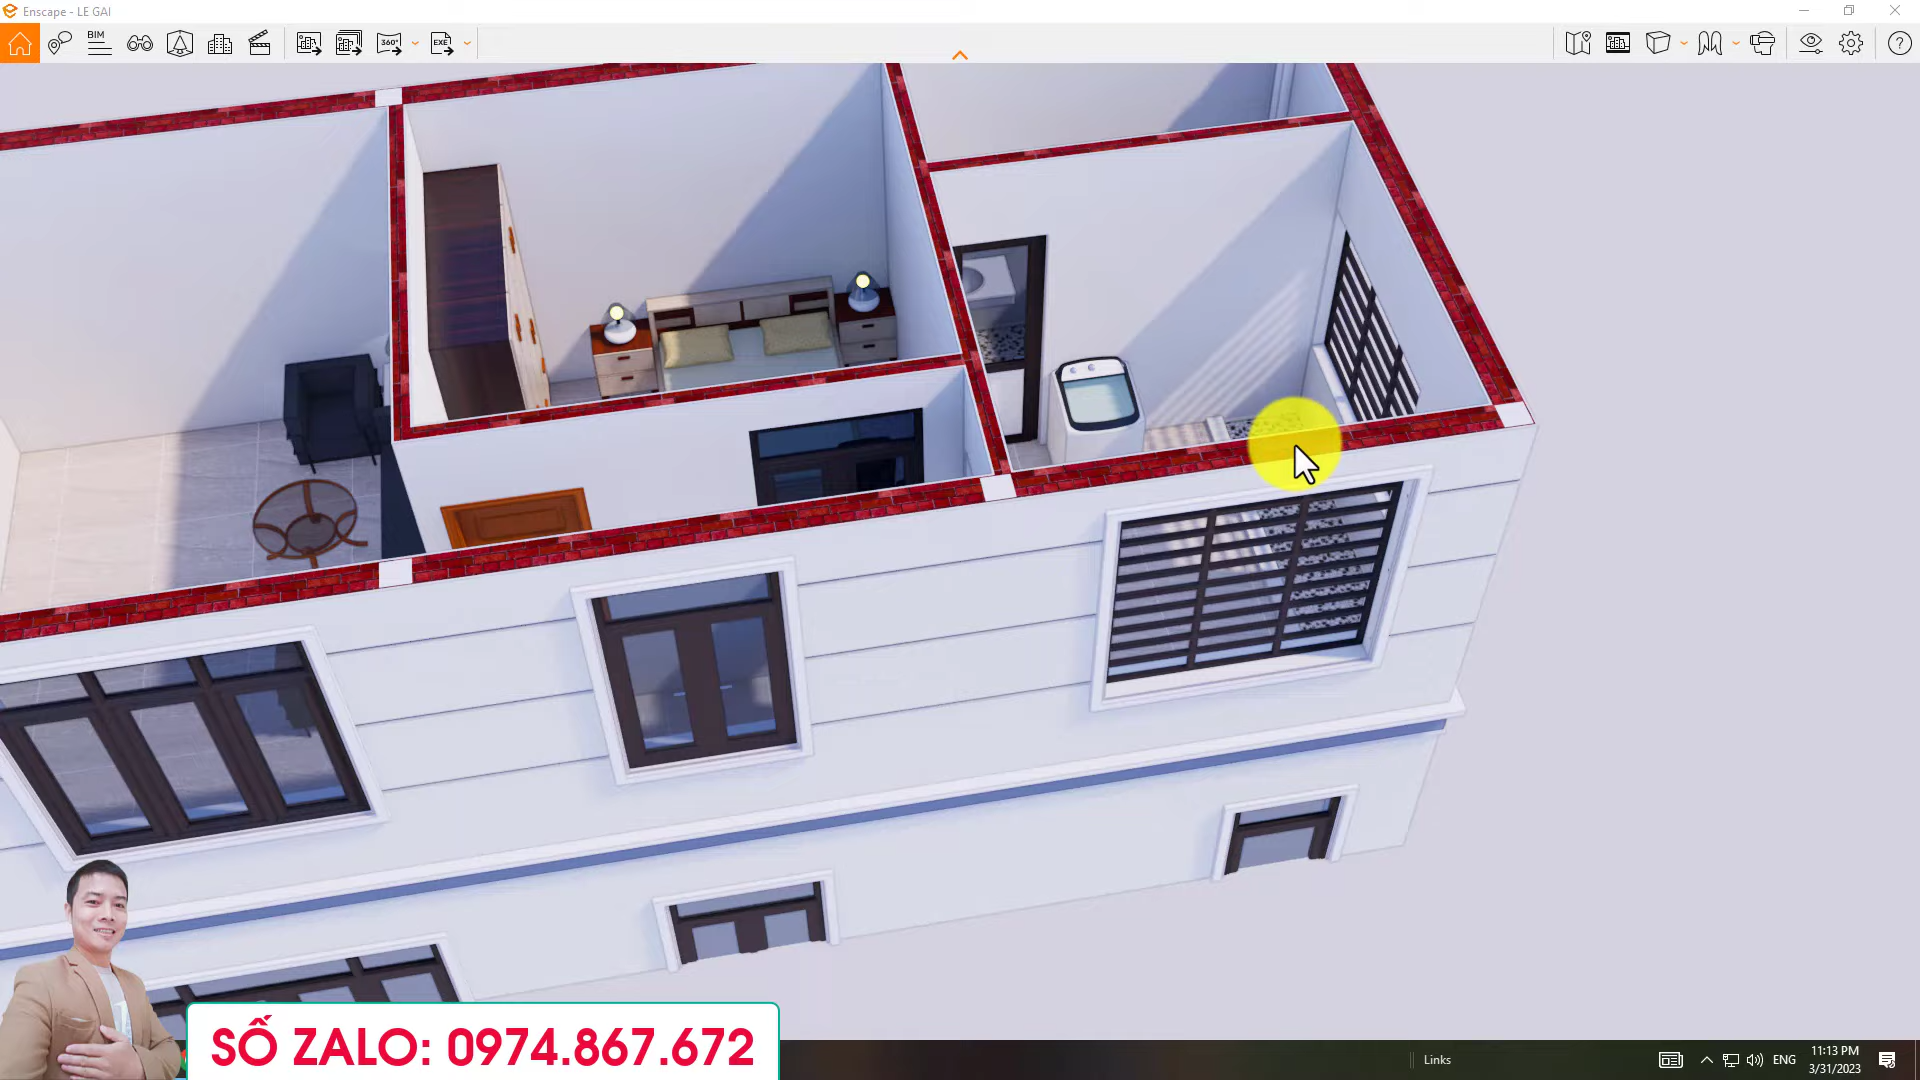 Enscape - LE GAI
BIM
360°
EXE
SỐ ZALO: 0974.867.672
Links
ENG
11:13 PM
3/31/2023